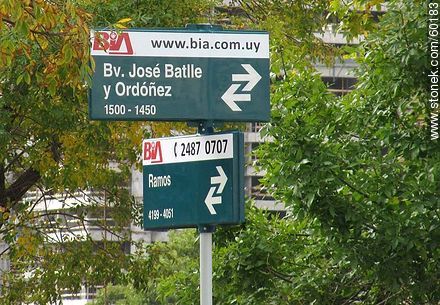 BiA www.bia.com.uy
Bv. José Batlle
y Ordóñez
1500 - 1450
BiA 2487 0707
Ramos
4199 - 4051
www.stonek.com / 60183